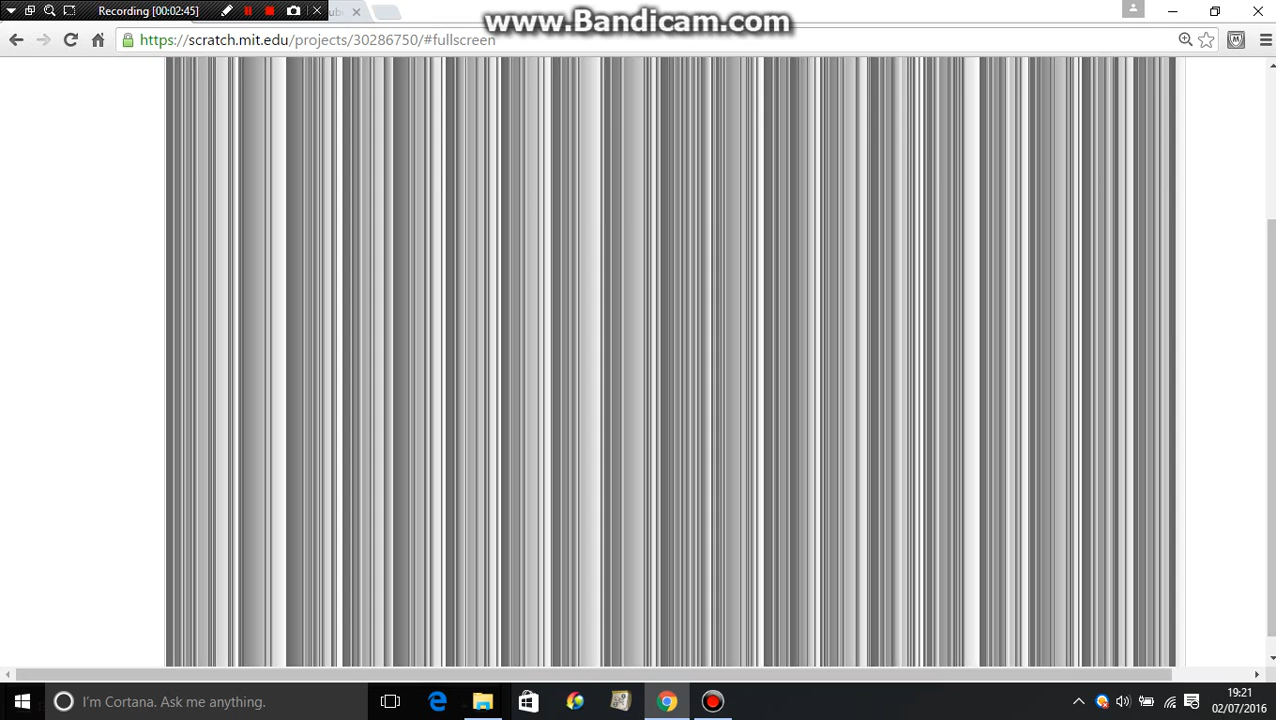 Recording [00:02:45]
www.Bandicam.com
https://scratch.mit.edu/projects/30286750/#fullscreen
I'm Cortana. Ask me anything.
19:21
02/07/2016